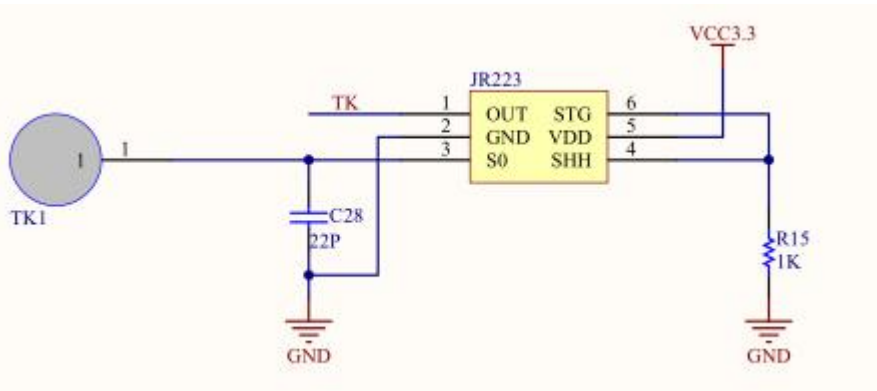 VCC3.3
JR223
TK
1
OUT
STG
6
2
GND
VDD
5
3
S0
SHH
4
1
1
TK1
C28
22P
R15
1K
GND
GND